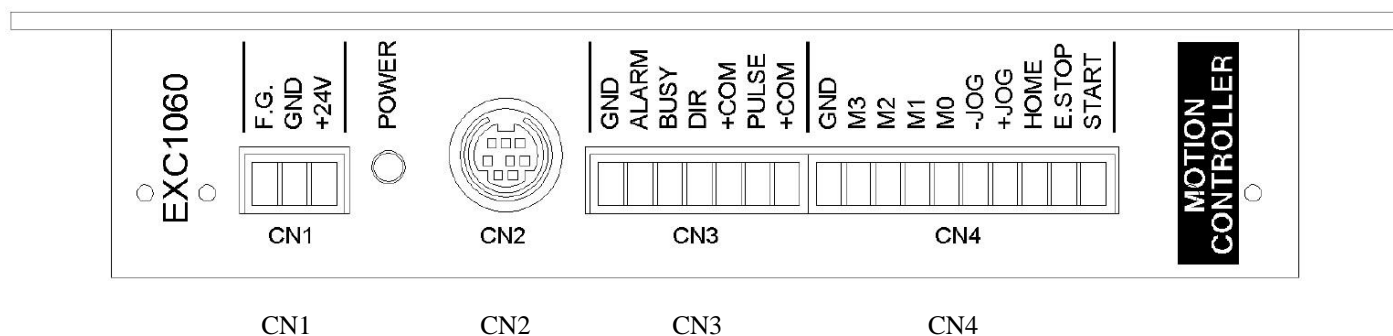 EXC1060
F.G.
GND
+24V
POWER
GND
ALARM
BUSY
DIR
+COM
PULSE
+COM
GND
M3
M2
M1
M0
-JOG
+JOG
HOME
E.STOP
START
MOTION
CONTROLLER
CN1 CN2 CN3 CN4
CN1 CN2 CN3 CN4